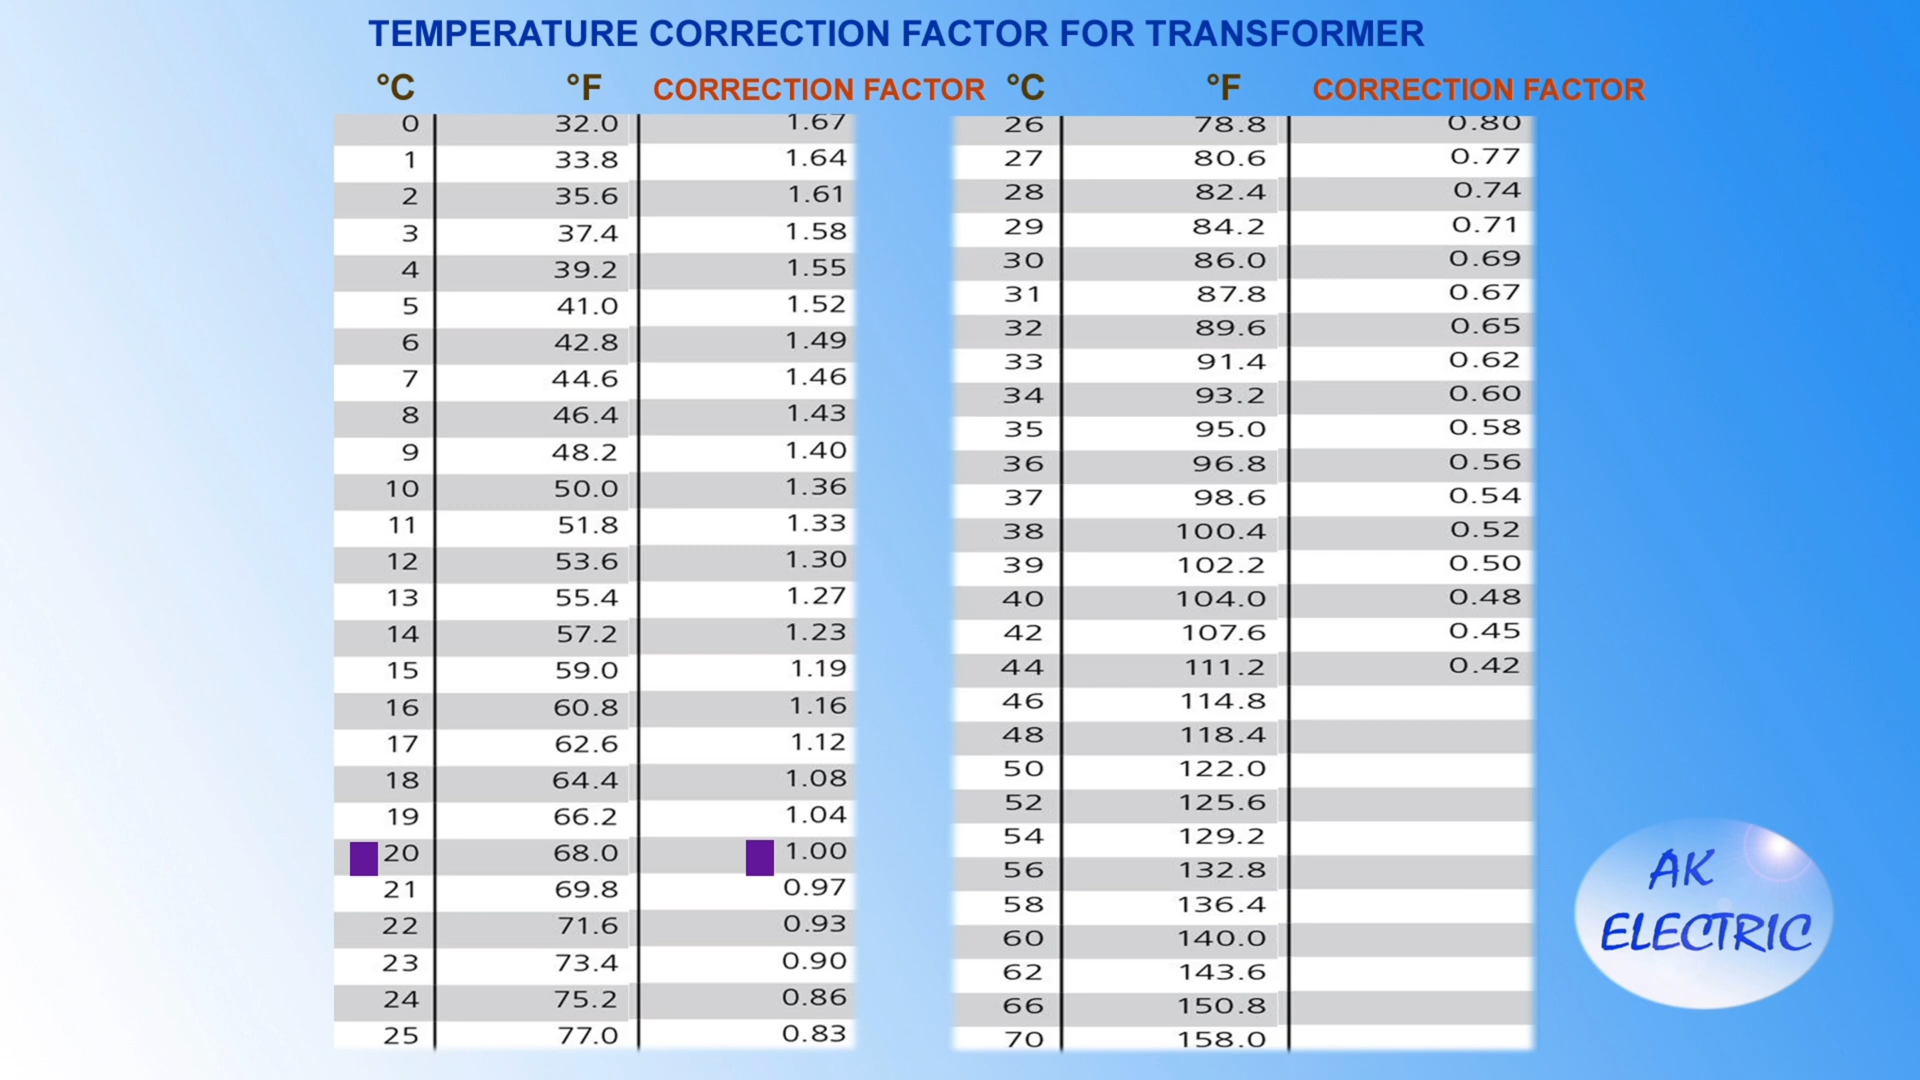 TEMPERATURE CORRECTION FACTOR FOR TRANSFORMER
°C °F CORRECTION FACTOR °C °F CORRECTION FACTOR
0 32.0 1.67 26 78.8 0.80
1 33.8 1.64 27 80.6 0.77
2 35.6 1.61 28 82.4 0.74
3 37.4 1.58 29 84.2 0.71
4 39.2 1.55 30 86.0 0.69
5 41.0 1.52 31 87.8 0.67
6 42.8 1.49 32 89.6 0.65
7 44.6 1.46 33 91.4 0.62
8 46.4 1.43 34 93.2 0.60
9 48.2 1.40 35 95.0 0.58
10 50.0 1.36 36 96.8 0.56
11 51.8 1.33 37 98.6 0.54
12 53.6 1.30 38 100.4 0.52
13 55.4 1.27 39 102.2 0.50
14 57.2 1.23 40 104.0 0.48
15 59.0 1.19 42 107.6 0.45
16 60.8 1.16 44 111.2 0.42
17 62.6 1.12 46 114.8
18 64.4 1.08 48 118.4
19 66.2 1.04 50 122.0
20 68.0 1.00 52 125.6
21 69.8 0.97 54 129.2
22 71.6 0.93 56 132.8
23 73.4 0.90 58 136.4
24 75.2 0.86 60 140.0
25 77.0 0.83 62 143.6
66 150.8
70 158.0
AK
ELECTRIC